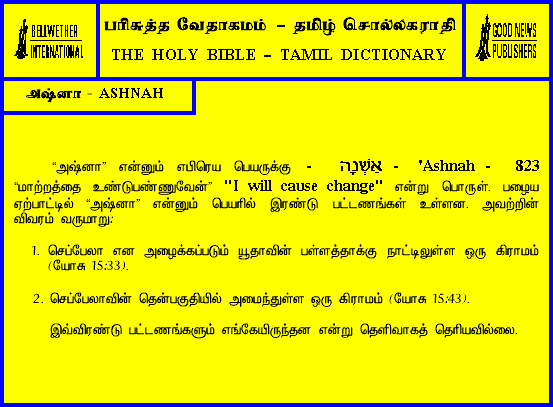 BELLWETHER
INTERNATIONAL
பரிசுத்த வேதாகமம் – தமிழ் சொல்லகராதி
THE HOLY BIBLE – TAMIL DICTIONARY
GOOD NEWS
PUBLISHERS
அஷ்னா - ASHNAH
“அஷ்னா” என்னும் எபிரெய பெயருக்கு - אַשְׁנָה - 'Ashnah - 823
“மாற்றத்தை உண்டுபண்ணுவேன்” "I will cause change" என்று பொருள். பழைய
ஏற்பாட்டில் “அஷ்னா” என்னும் பெயரில் இரண்டு பட்டணங்கள் உள்ளன. அவற்றின்
விவரம் வருமாறு:
1. செப்பேலா என அழைக்கப்படும் யூதாவின் பள்ளத்தாக்கு நாட்டிலுள்ள ஒரு கிராமம்
(யோசு 15:33).
2. செப்பேலாவின் தென்பகுதியில் அமைந்துள்ள ஒரு கிராமம் (யோசு 15:43).
இவ்விரண்டு பட்டணங்களும் எங்கேயிருந்தன என்று தெளிவாகத் தெரியவில்லை.